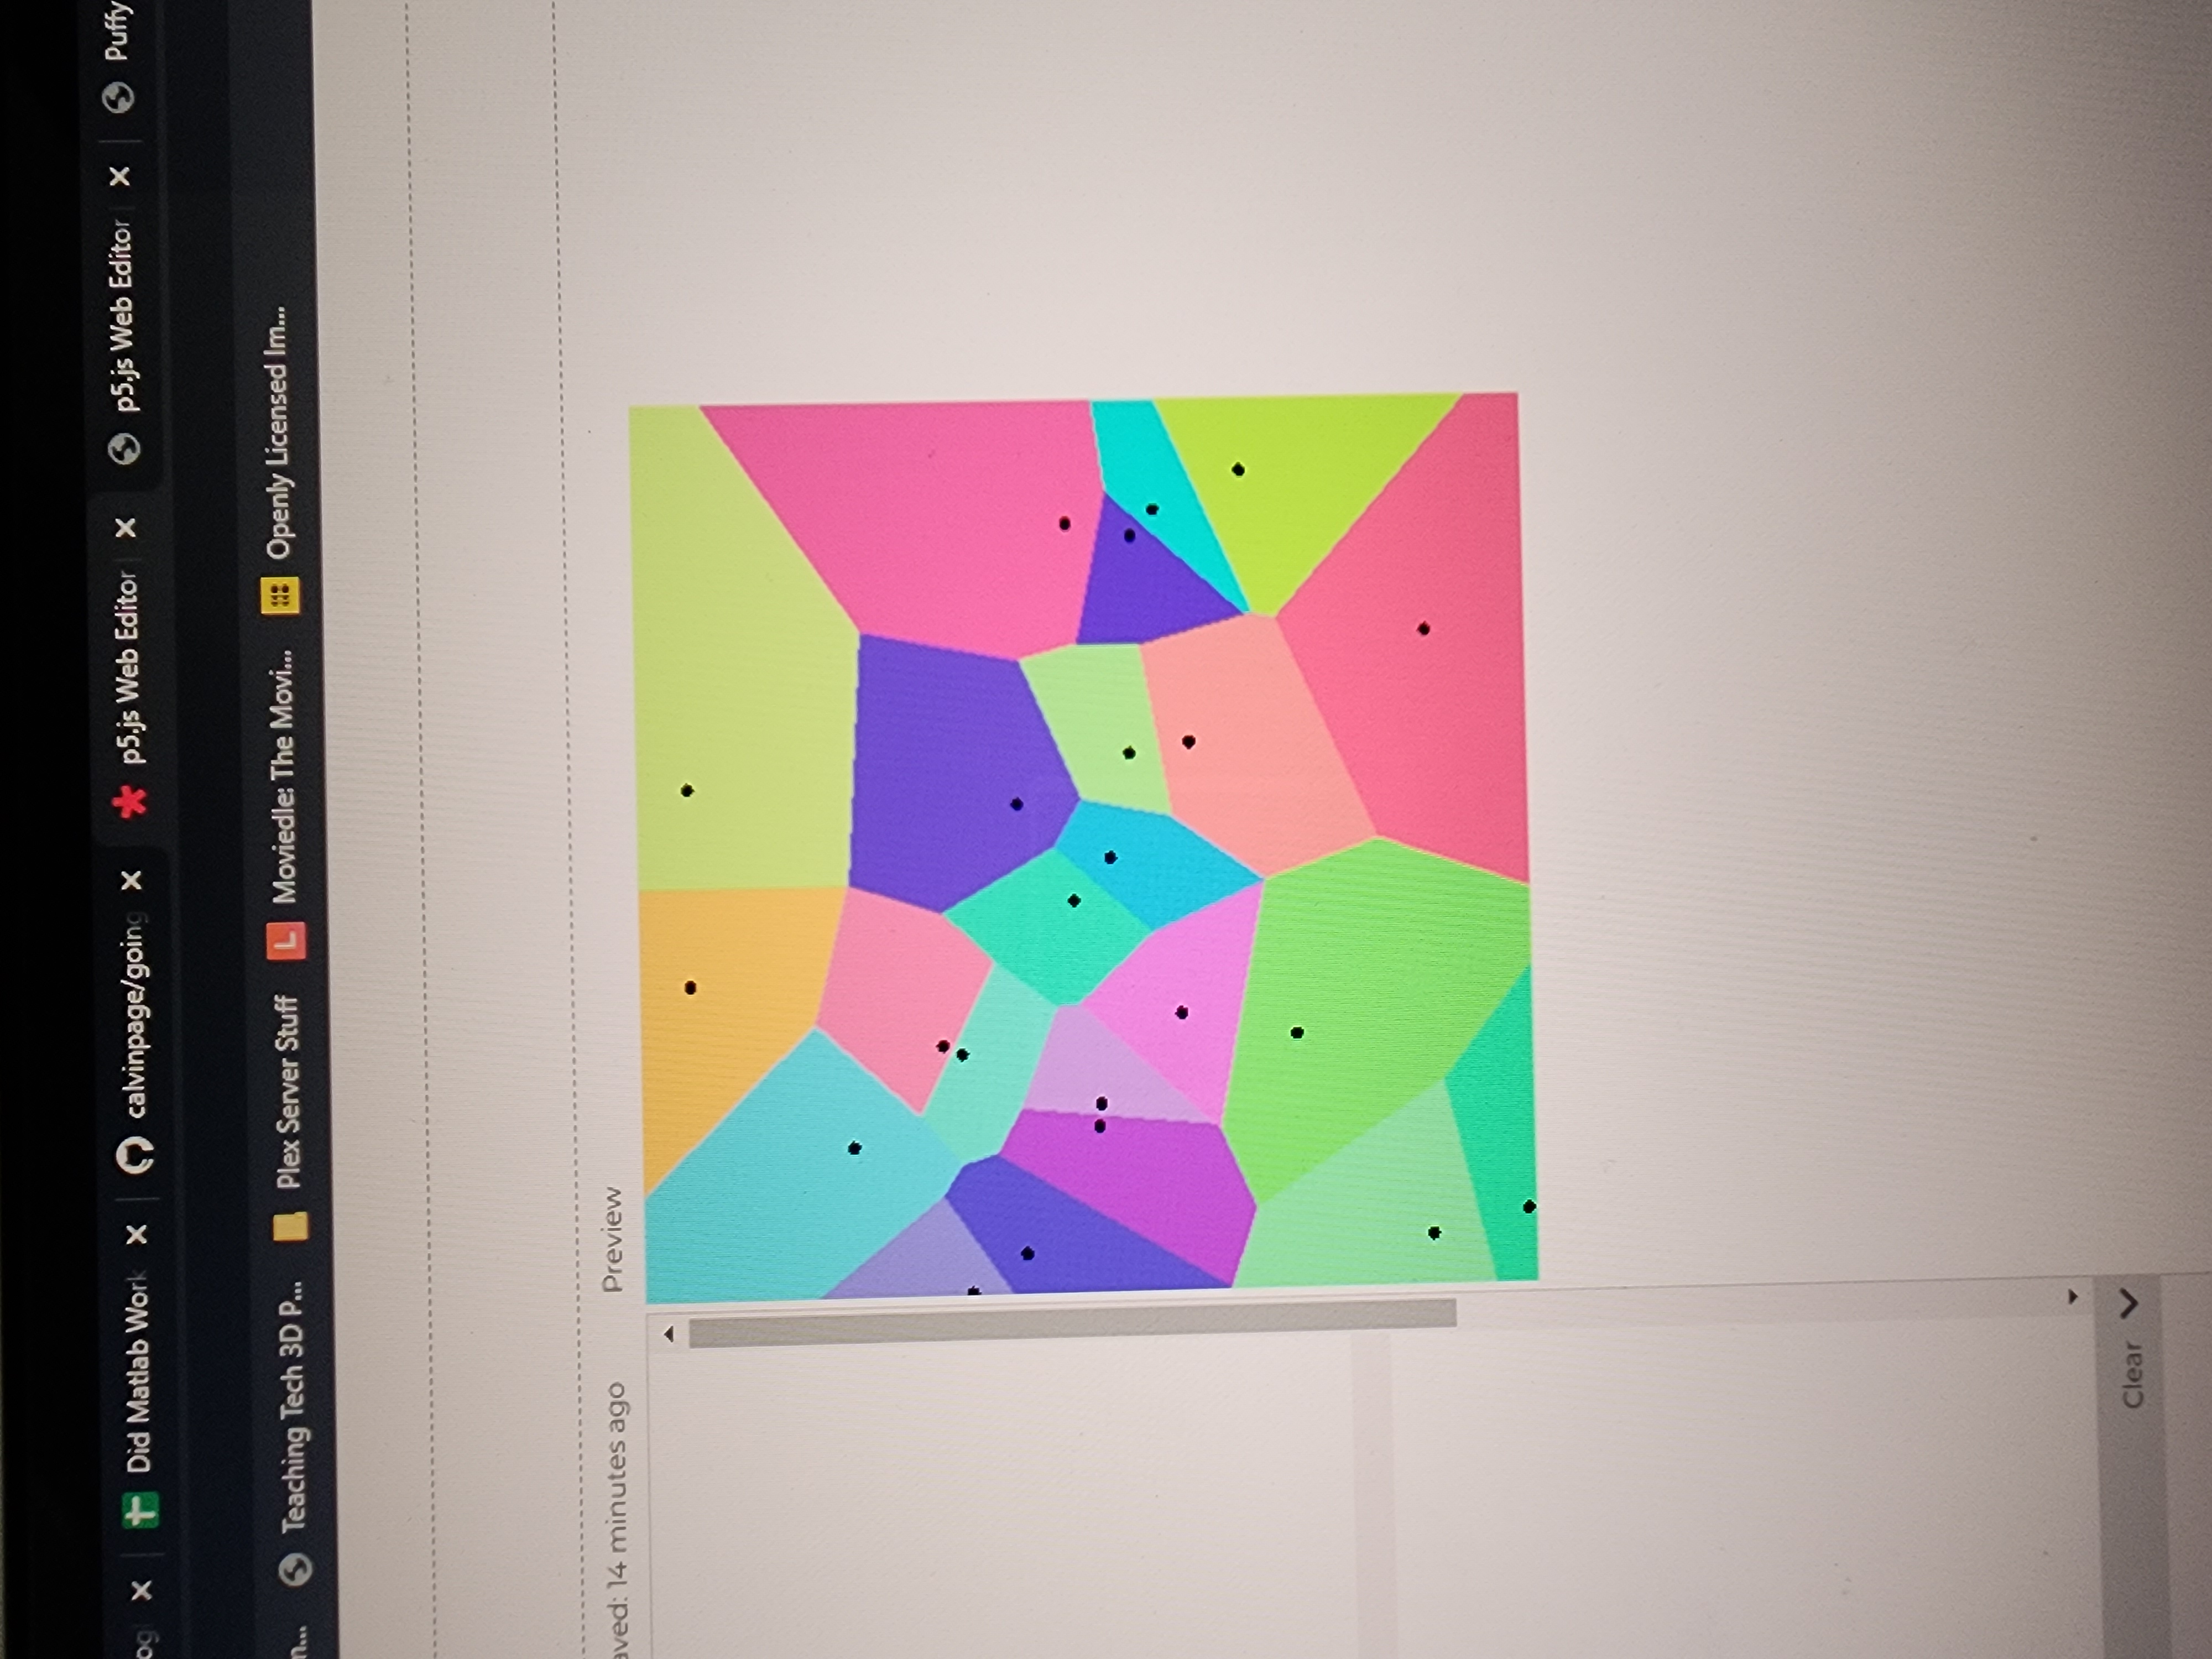 Did Matlab Work calvinpage/going p5.js Web Editor p5.js Web Editor Puffy
Teaching Tech 3D P... Plex Server Stuff L Moviedle: The Movi... Openly Licensed Im...
aved: 14 minutes ago Preview
Clear